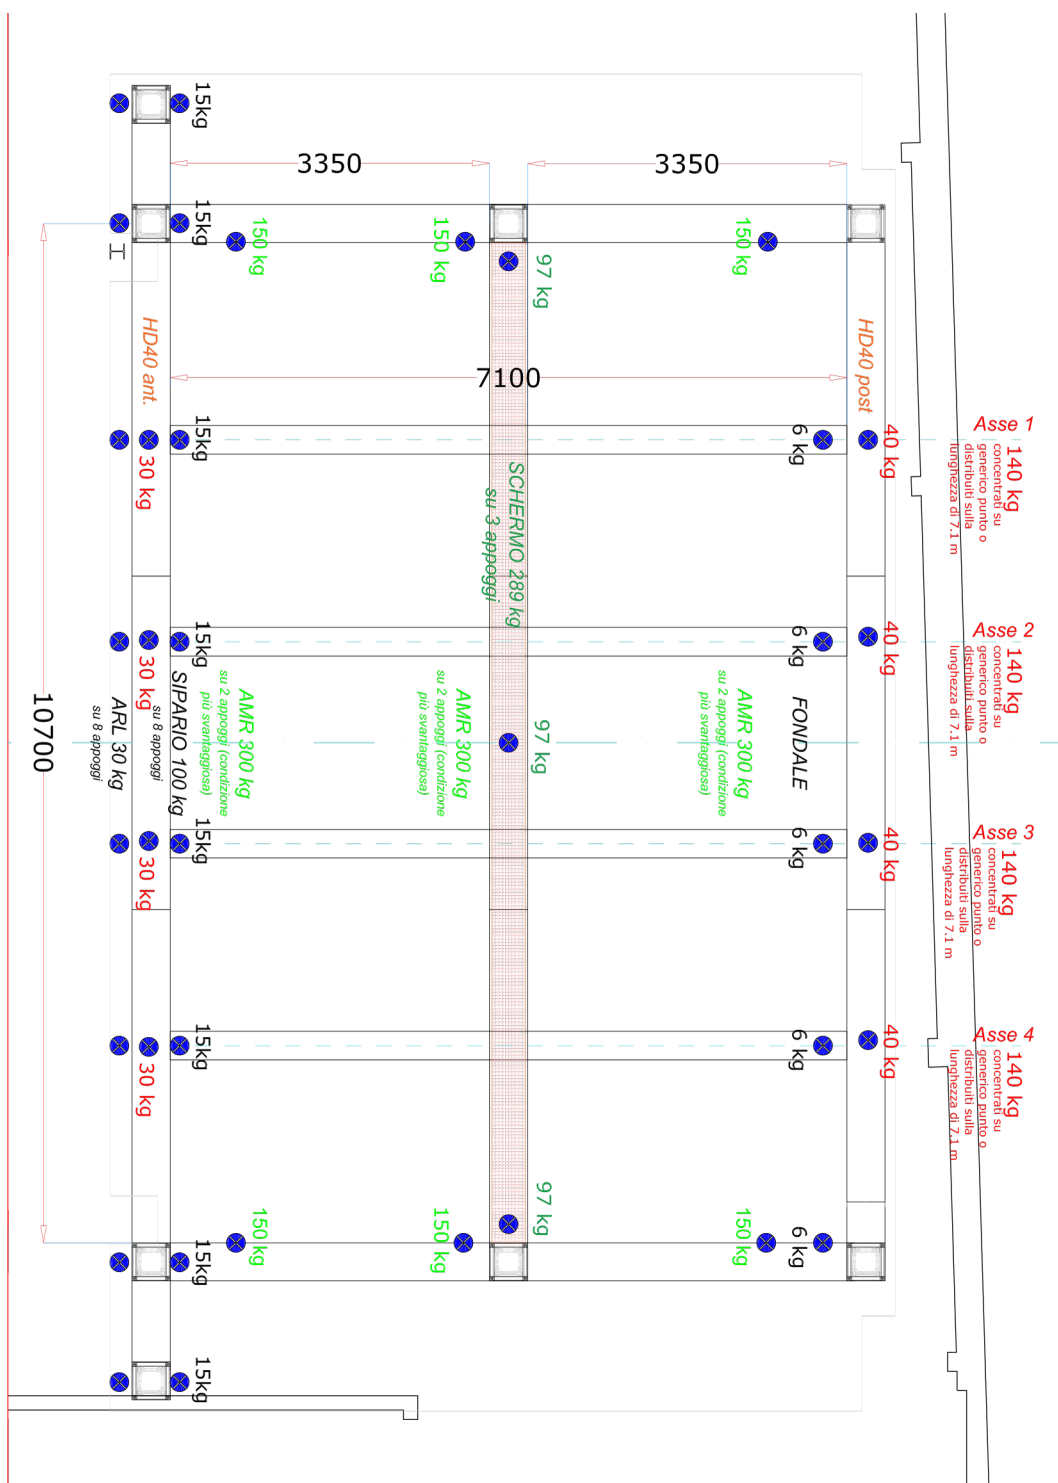 15kg
15kg
3350
3350
150 kg
150 kg
150 kg
97 kg
HD40 ant.
HD40 post
7100
15kg
30 kg
6 kg
40 kg
Asse 1
140 kg
concentrati su
generico punto o
distribuiti sulla
lunghezza di 7.1 m
SCHERMO 289 kg
su 3 appoggi
15kg
30 kg
6 kg
40 kg
Asse 2
140 kg
concentrati su
generico punto o
distribuiti sulla
lunghezza di 7.1 m
10700
ARL 30 kg
su 8 appoggi
SIPARIO 100 kg
su 8 appoggi
AMR 300 kg
su 2 appoggi (condizione
più svantaggiosa)
AMR 300 kg
su 2 appoggi (condizione
più svantaggiosa)
97 kg
AMR 300 kg
su 2 appoggi (condizione
più svantaggiosa)
FONDALE
15kg
30 kg
6 kg
40 kg
Asse 3
140 kg
concentrati su
generico punto o
distribuiti sulla
lunghezza di 7.1 m
15kg
30 kg
6 kg
40 kg
Asse 4
140 kg
concentrati su
generico punto o
distribuiti sulla
lunghezza di 7.1 m
97 kg
150 kg
150 kg
150 kg
6 kg
15kg
15kg